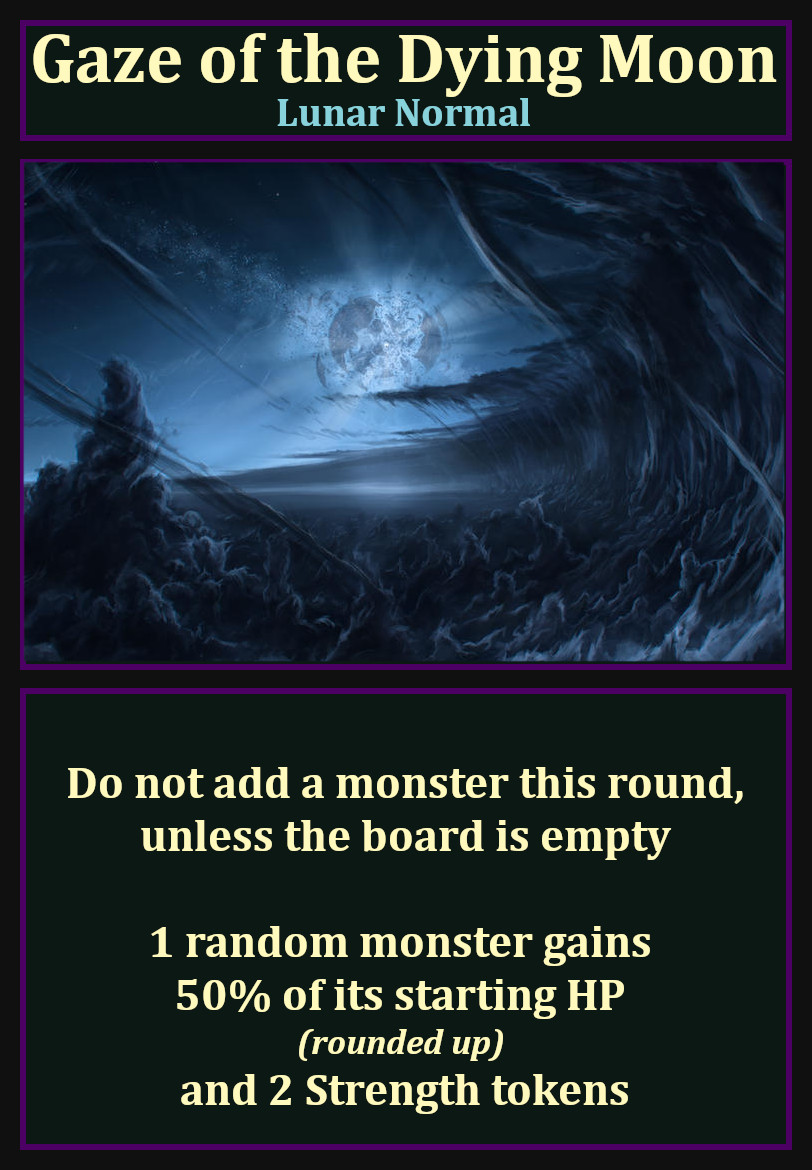 Gaze of the Dying Moon
Lunar Normal
Do not add a monster this round,
unless the board is empty
1 random monster gains
50% of its starting HP
(rounded up)
and 2 Strength tokens